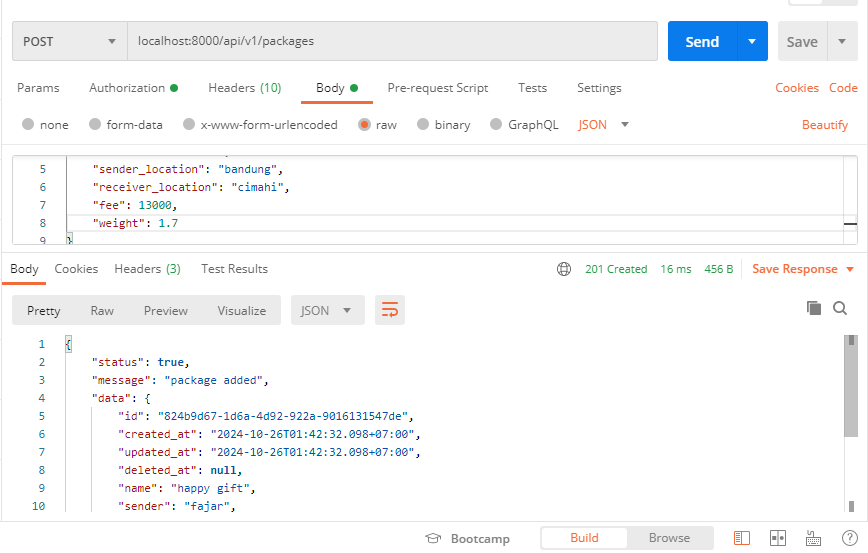 POST localhost:8000/api/v1/packages Send Save
Params Authorization Headers (10) Body Pre-request Script Tests Settings Cookies Code
none form-data x-www-form-urlencoded raw binary GraphQL JSON Beautify
5 "sender_location": "bandung",
6 "receiver_location": "cimahi",
7 "fee": 13000,
8 "weight": 1.7
9 }
Body Cookies Headers (3) Test Results 201 Created 16 ms 456 B Save Response
Pretty Raw Preview Visualize JSON
1 {
2 "status": true,
3 "message": "package added",
4 "data": {
5 "id": "824b9d67-1d6a-4d92-922a-9016131547de",
6 "created_at": "2024-10-26T01:42:32.098+07:00",
7 "updated_at": "2024-10-26T01:42:32.098+07:00",
8 "deleted_at": null,
9 "name": "happy gift",
10 "sender": "fajar",
Bootcamp Build Browse